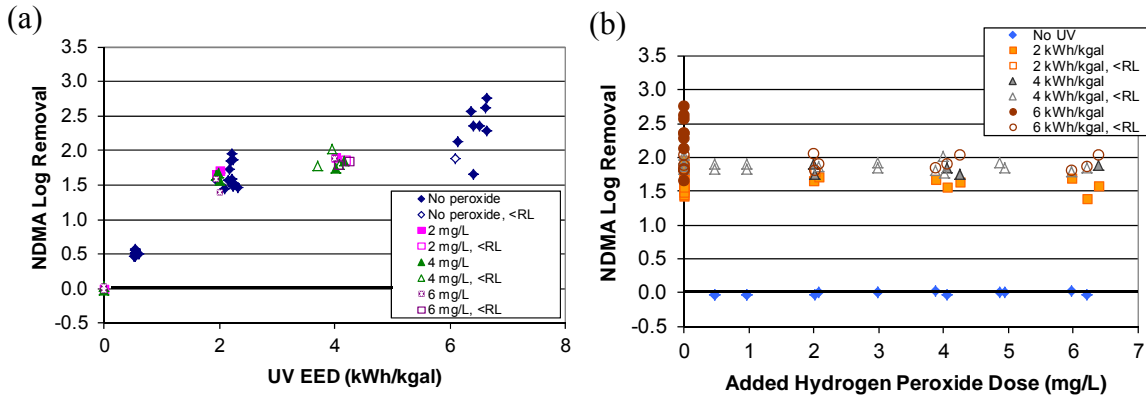 (a)
NDMA Log Removal
3.5
3.0
2.5
2.0
1.5
1.0
0.5
0.0
-0.5
0
2
4
6
8
UV EED (kWh/kgal)
No peroxide
No peroxide, <RL
2 mg/L
2 mg/L, <RL
4 mg/L
4 mg/L, <RL
6 mg/L
6 mg/L, <RL
(b)
NDMA Log Removal
3.5
3.0
2.5
2.0
1.5
1.0
0.5
0.0
-0.5
0
1
2
3
4
5
6
7
Added Hydrogen Peroxide Dose (mg/L)
No UV
2 kWh/kgal
2 kWh/kgal, <RL
4 kWh/kgal
4 kWh/kgal, <RL
6 kWh/kgal
6 kWh/kgal, <RL